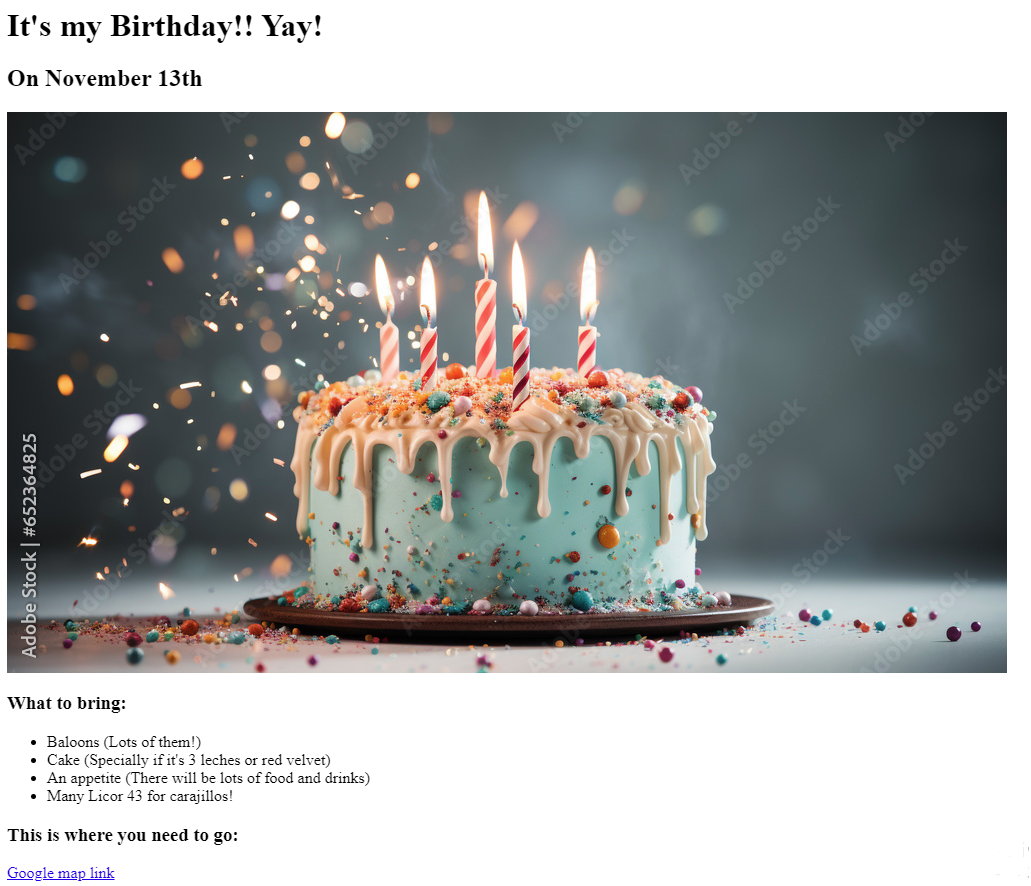 It's my Birthday!! Yay!
On November 13th
Adobe Stock | #652364825
What to bring:
Baloons (Lots of them!)
Cake (Specially if it's 3 leches or red velvet)
An appetite (There will be lots of food and drinks)
Many Licor 43 for carajillos!
This is where you need to go:
Google map link